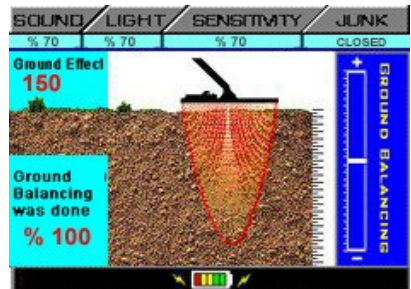 SOUND LIGHT SENSITIVITY JUNK
% 70 % 70 % 70 CLOSED
Ground Effect
150
Ground
Balancing
was done
% 100
+
GROUND BALANCING
-